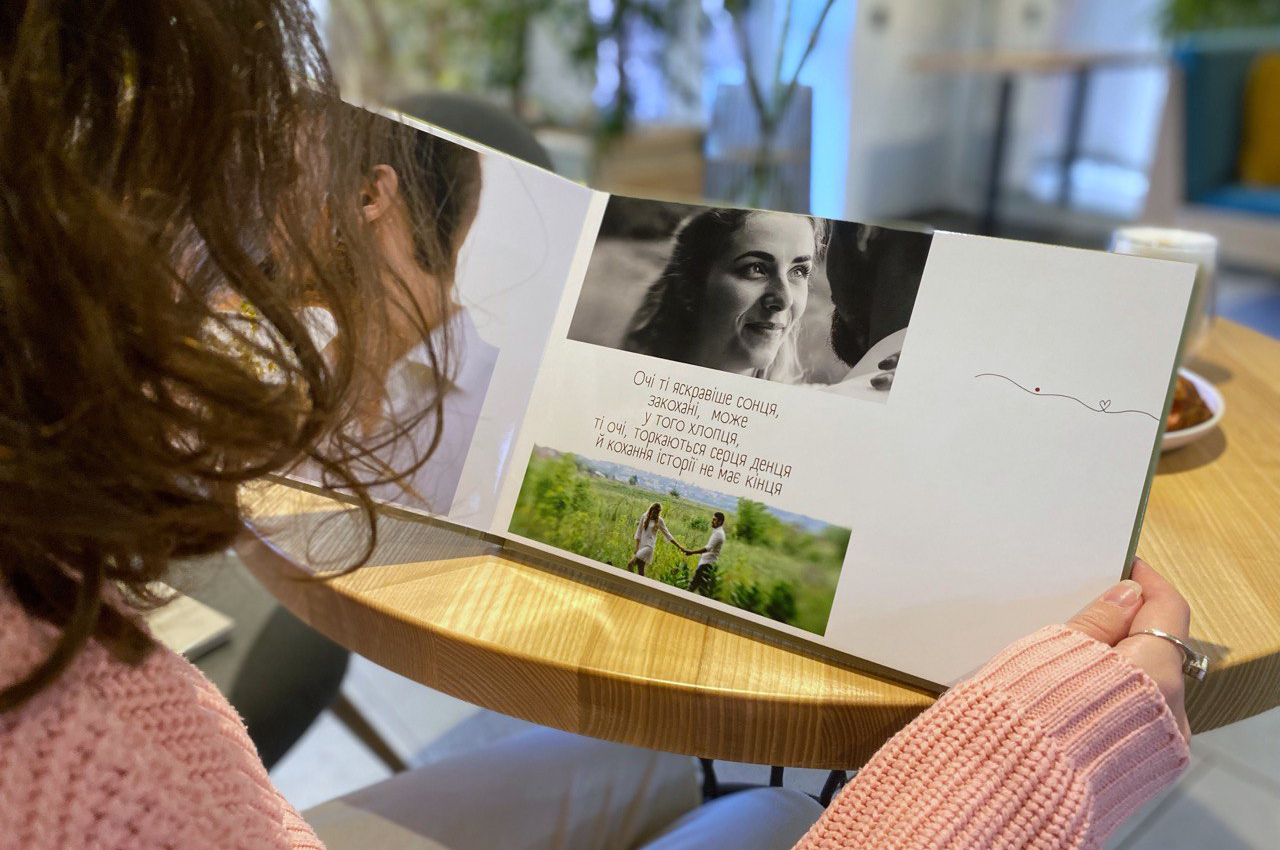 Очі ті яскравіше сонця,
закохані, може
у того хлопця,
ті очі, торкаються серця денця
й кохання історії не має кінця